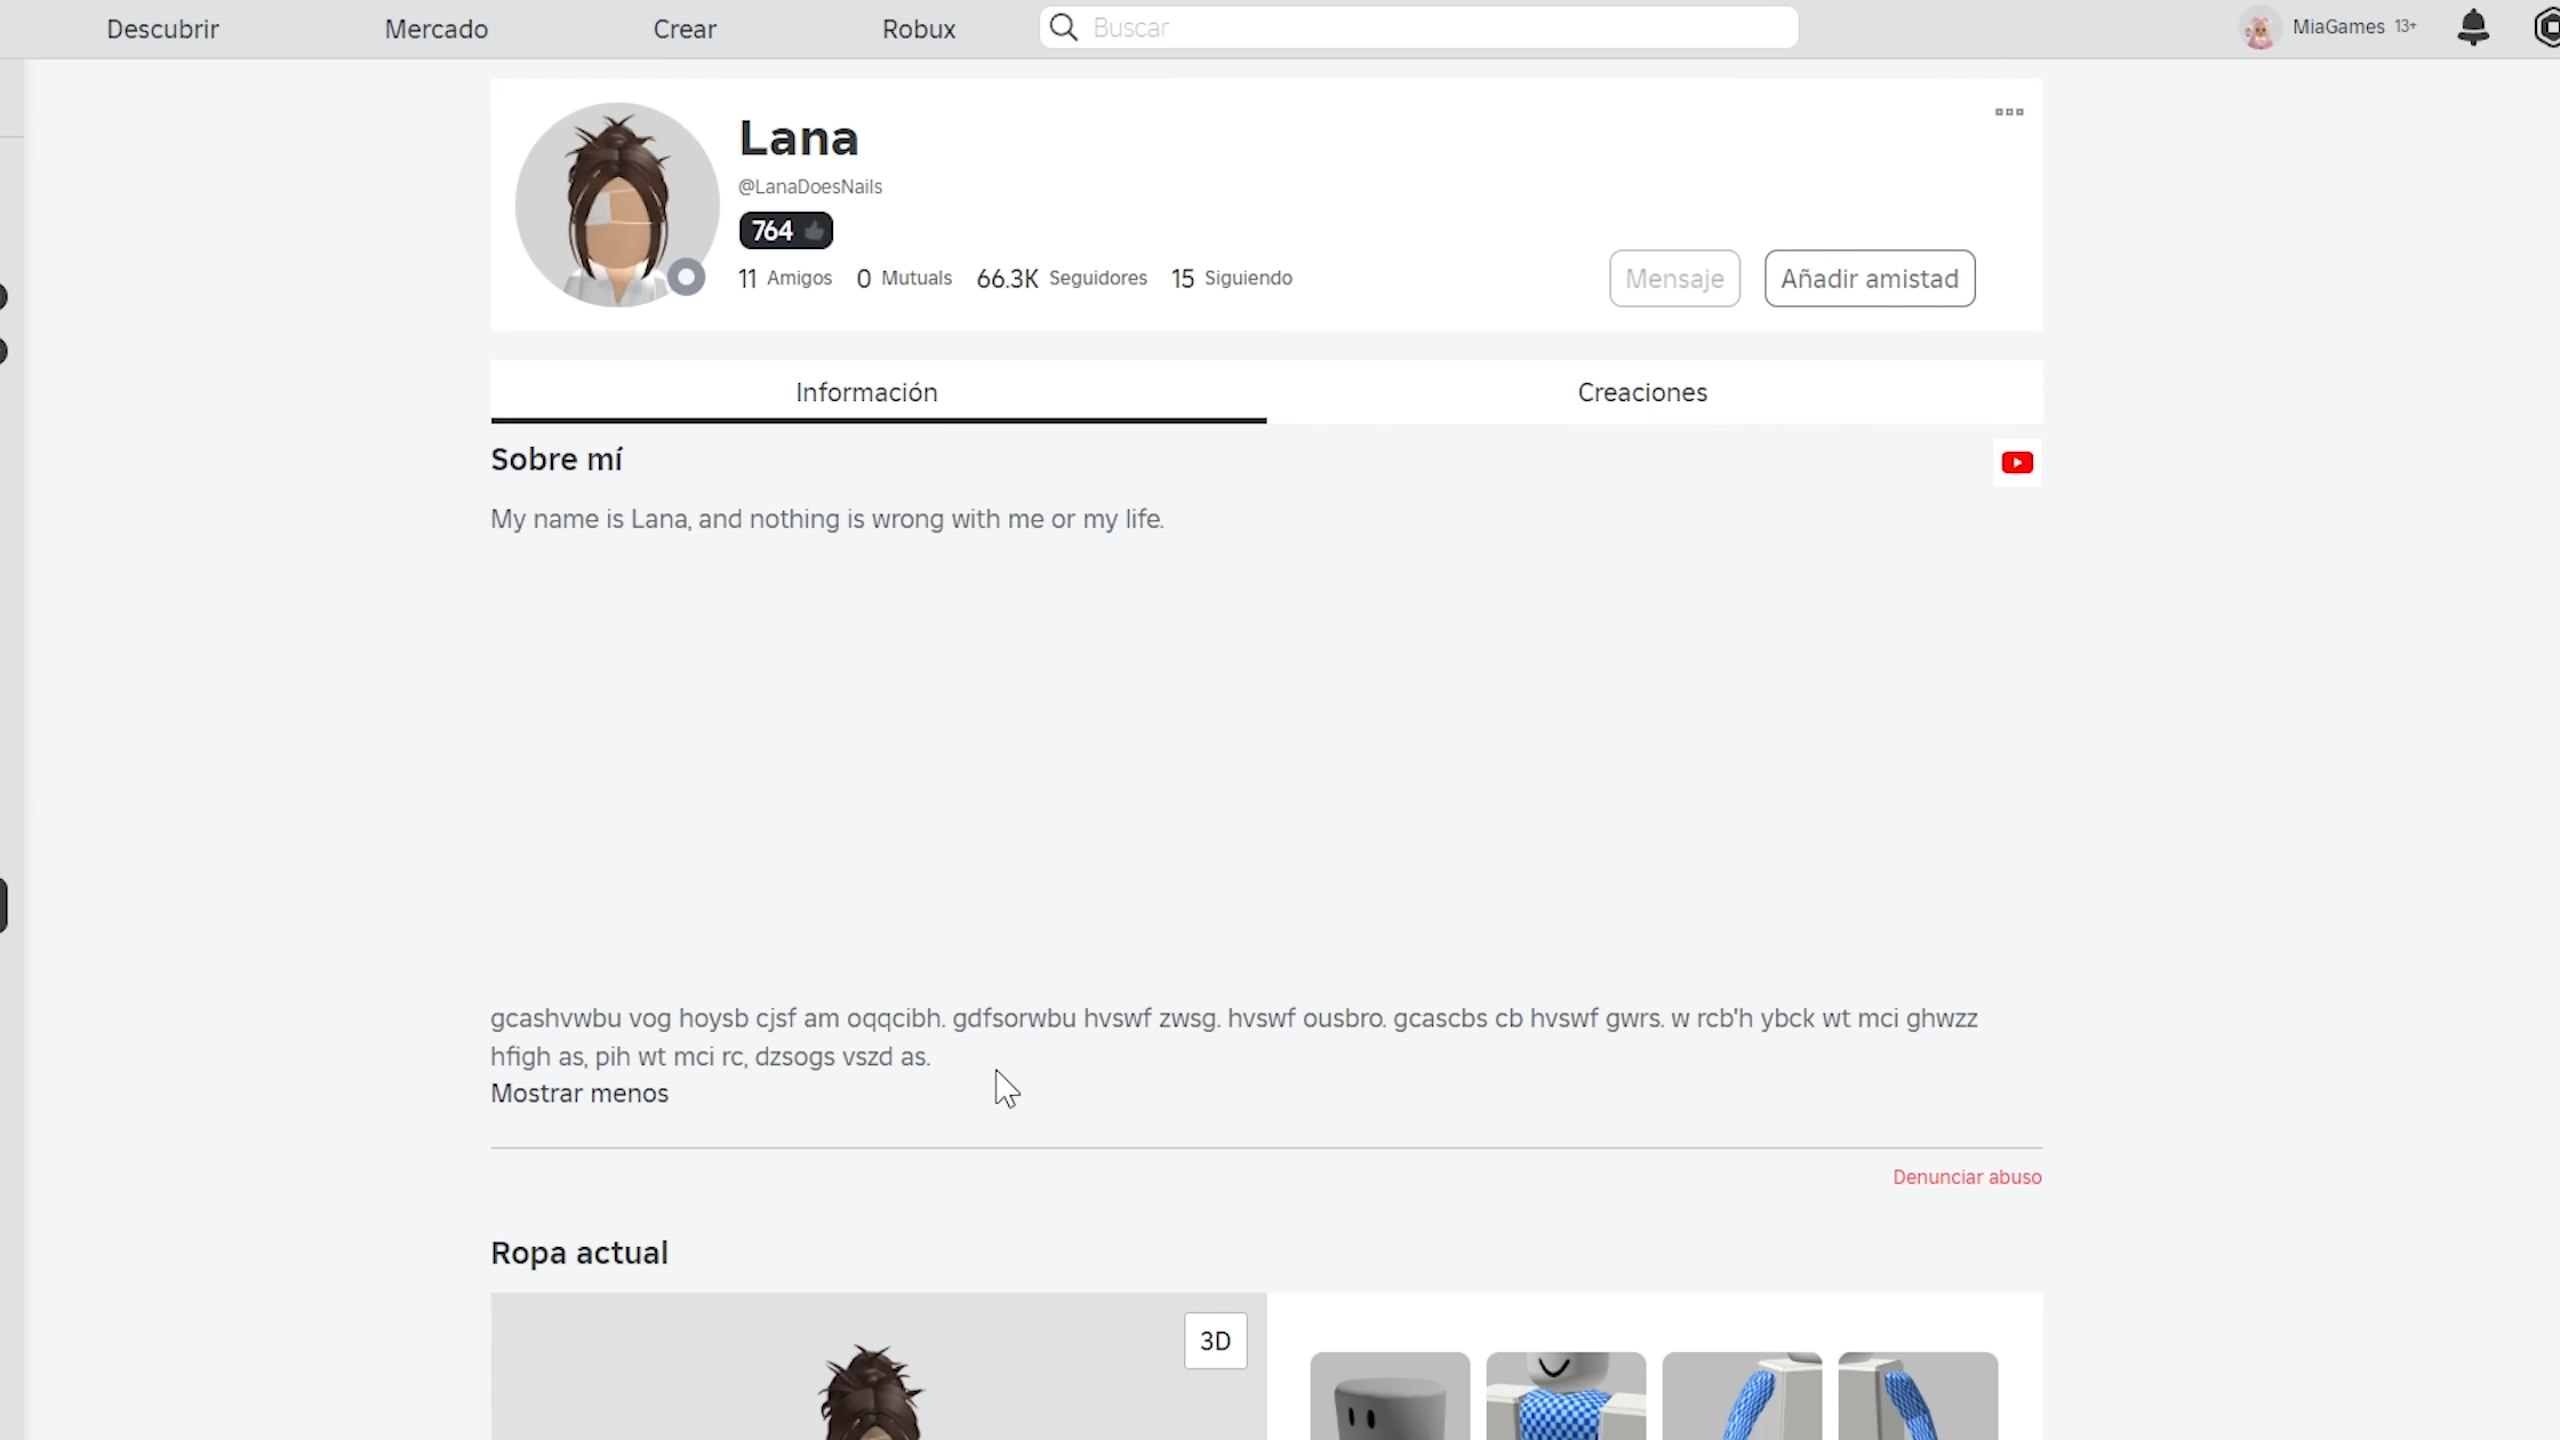 Descubrir Mercado Crear Robux Buscar MiaGames 13+
Lana
@LanaDoesNails
764
11 Amigos 0 Mutuals 66.3K Seguidores 15 Siguiendo
Mensaje Añadir amistad
Información Creaciones
Sobre mí
My name is Lana, and nothing is wrong with me or my life.
gcashvwbu vog hoysb cjsf am oqqcibh. gdfsorwbu hvswf zwsg. hvswf ousbro. gcascbs cb hvswf gwrs. w rcb'h ybck wt mci ghwzz
hfigh as, pih wt mci rc, dzsogs vszd as.
Mostrar menos
Denunciar abuso
Ropa actual
3D